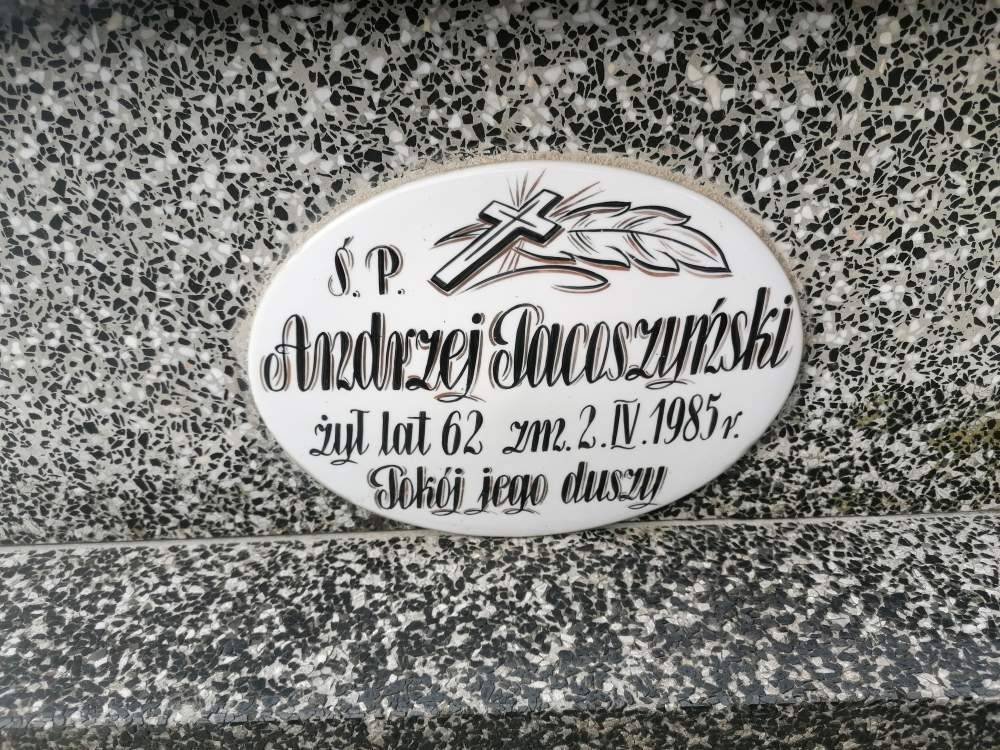 Ś. P.
Andrzej Pacoszyński
żył lat 62 zm. 2. IV. 1985 r.
Pokój jego duszy